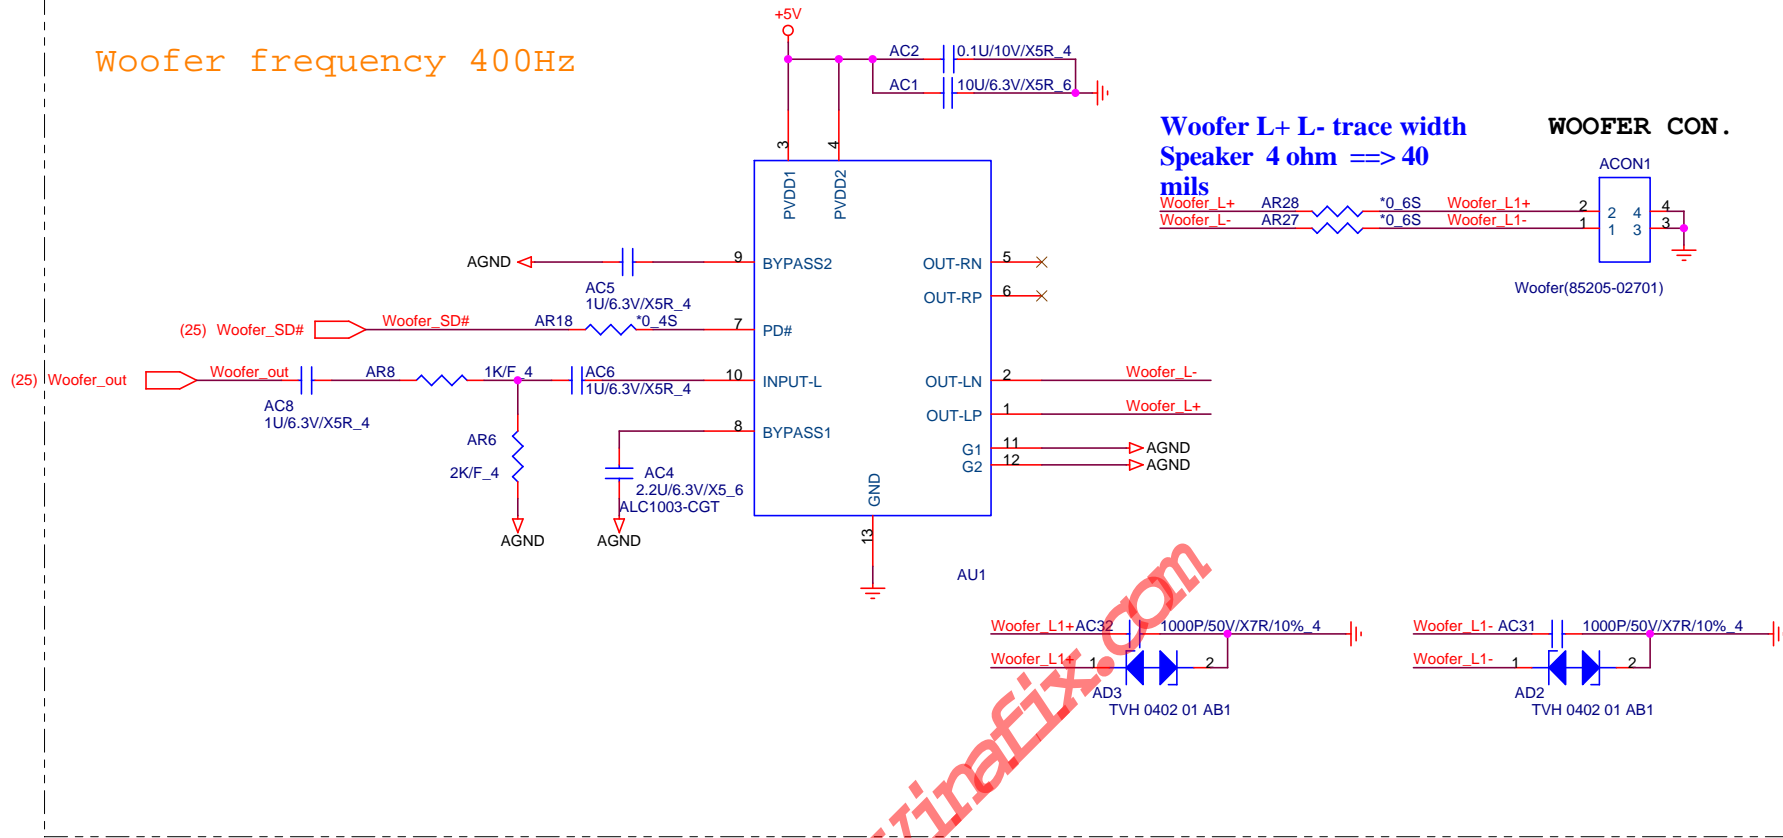 Woofer frequency 400Hz
+5V
AC2
0.1U/10V/X5R_4
AC1
10U/6.3V/X5R_6
3
4
PVDD1
PVDD2
AGND
AC5
1U/6.3V/X5R_4
9
BYPASS2
(25) Woofer_SD#
Woofer_SD#
AR18
*0_4S
7
PD#
(25) Woofer_out
Woofer_out
AC8
1U/6.3V/X5R_4
AR8
1K/F_4
AC6
1U/6.3V/X5R_4
10
INPUT-L
AR6
2K/F_4
AGND
8
BYPASS1
AC4
2.2U/6.3V/X5_6
ALC1003-CGT
AGND
OUT-RN
5
OUT-RP
6
OUT-LN
2
Woofer_L-
OUT-LP
1
Woofer_L+
G1
11
AGND
G2
12
AGND
GND
13
AU1
Woofer L+ L- trace width
Speaker 4 ohm ==> 40
mils
WOOFER CON.
ACON1
Woofer_L+
AR28
*0_6S
Woofer_L1+
2
2 4
4
Woofer_L-
AR27
*0_6S
Woofer_L1-
1
1 3
3
Woofer(85205-02701)
Woofer_L1+
AC32
1000P/50V/X7R/10%_4
Woofer_L1+
1
2
AD3
TVH 0402 01 AB1
Woofer_L1-
AC31
1000P/50V/X7R/10%_4
Woofer_L1-
1
2
AD2
TVH 0402 01 AB1
vinafix.com